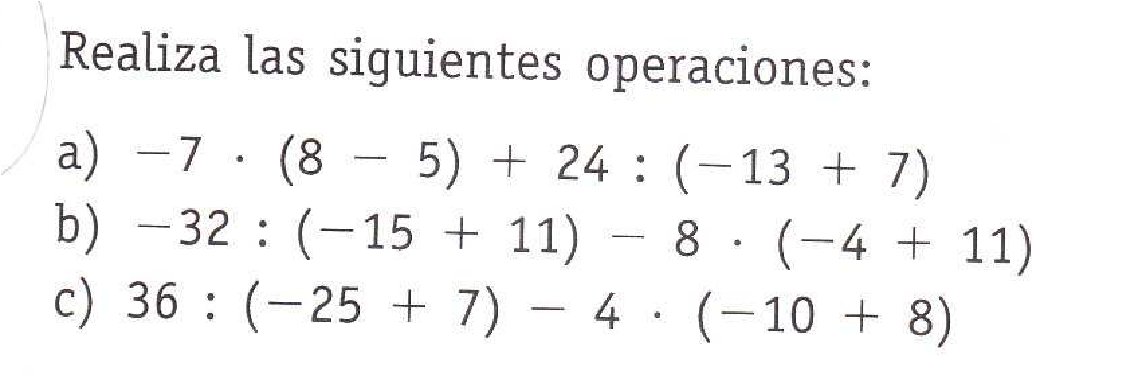 Realiza las siguientes operaciones:
a) −7 · (8 − 5) + 24 : (−13 + 7)
b) −32 : (−15 + 11) − 8 · (−4 + 11)
c) 36 : (−25 + 7) − 4 · (−10 + 8)